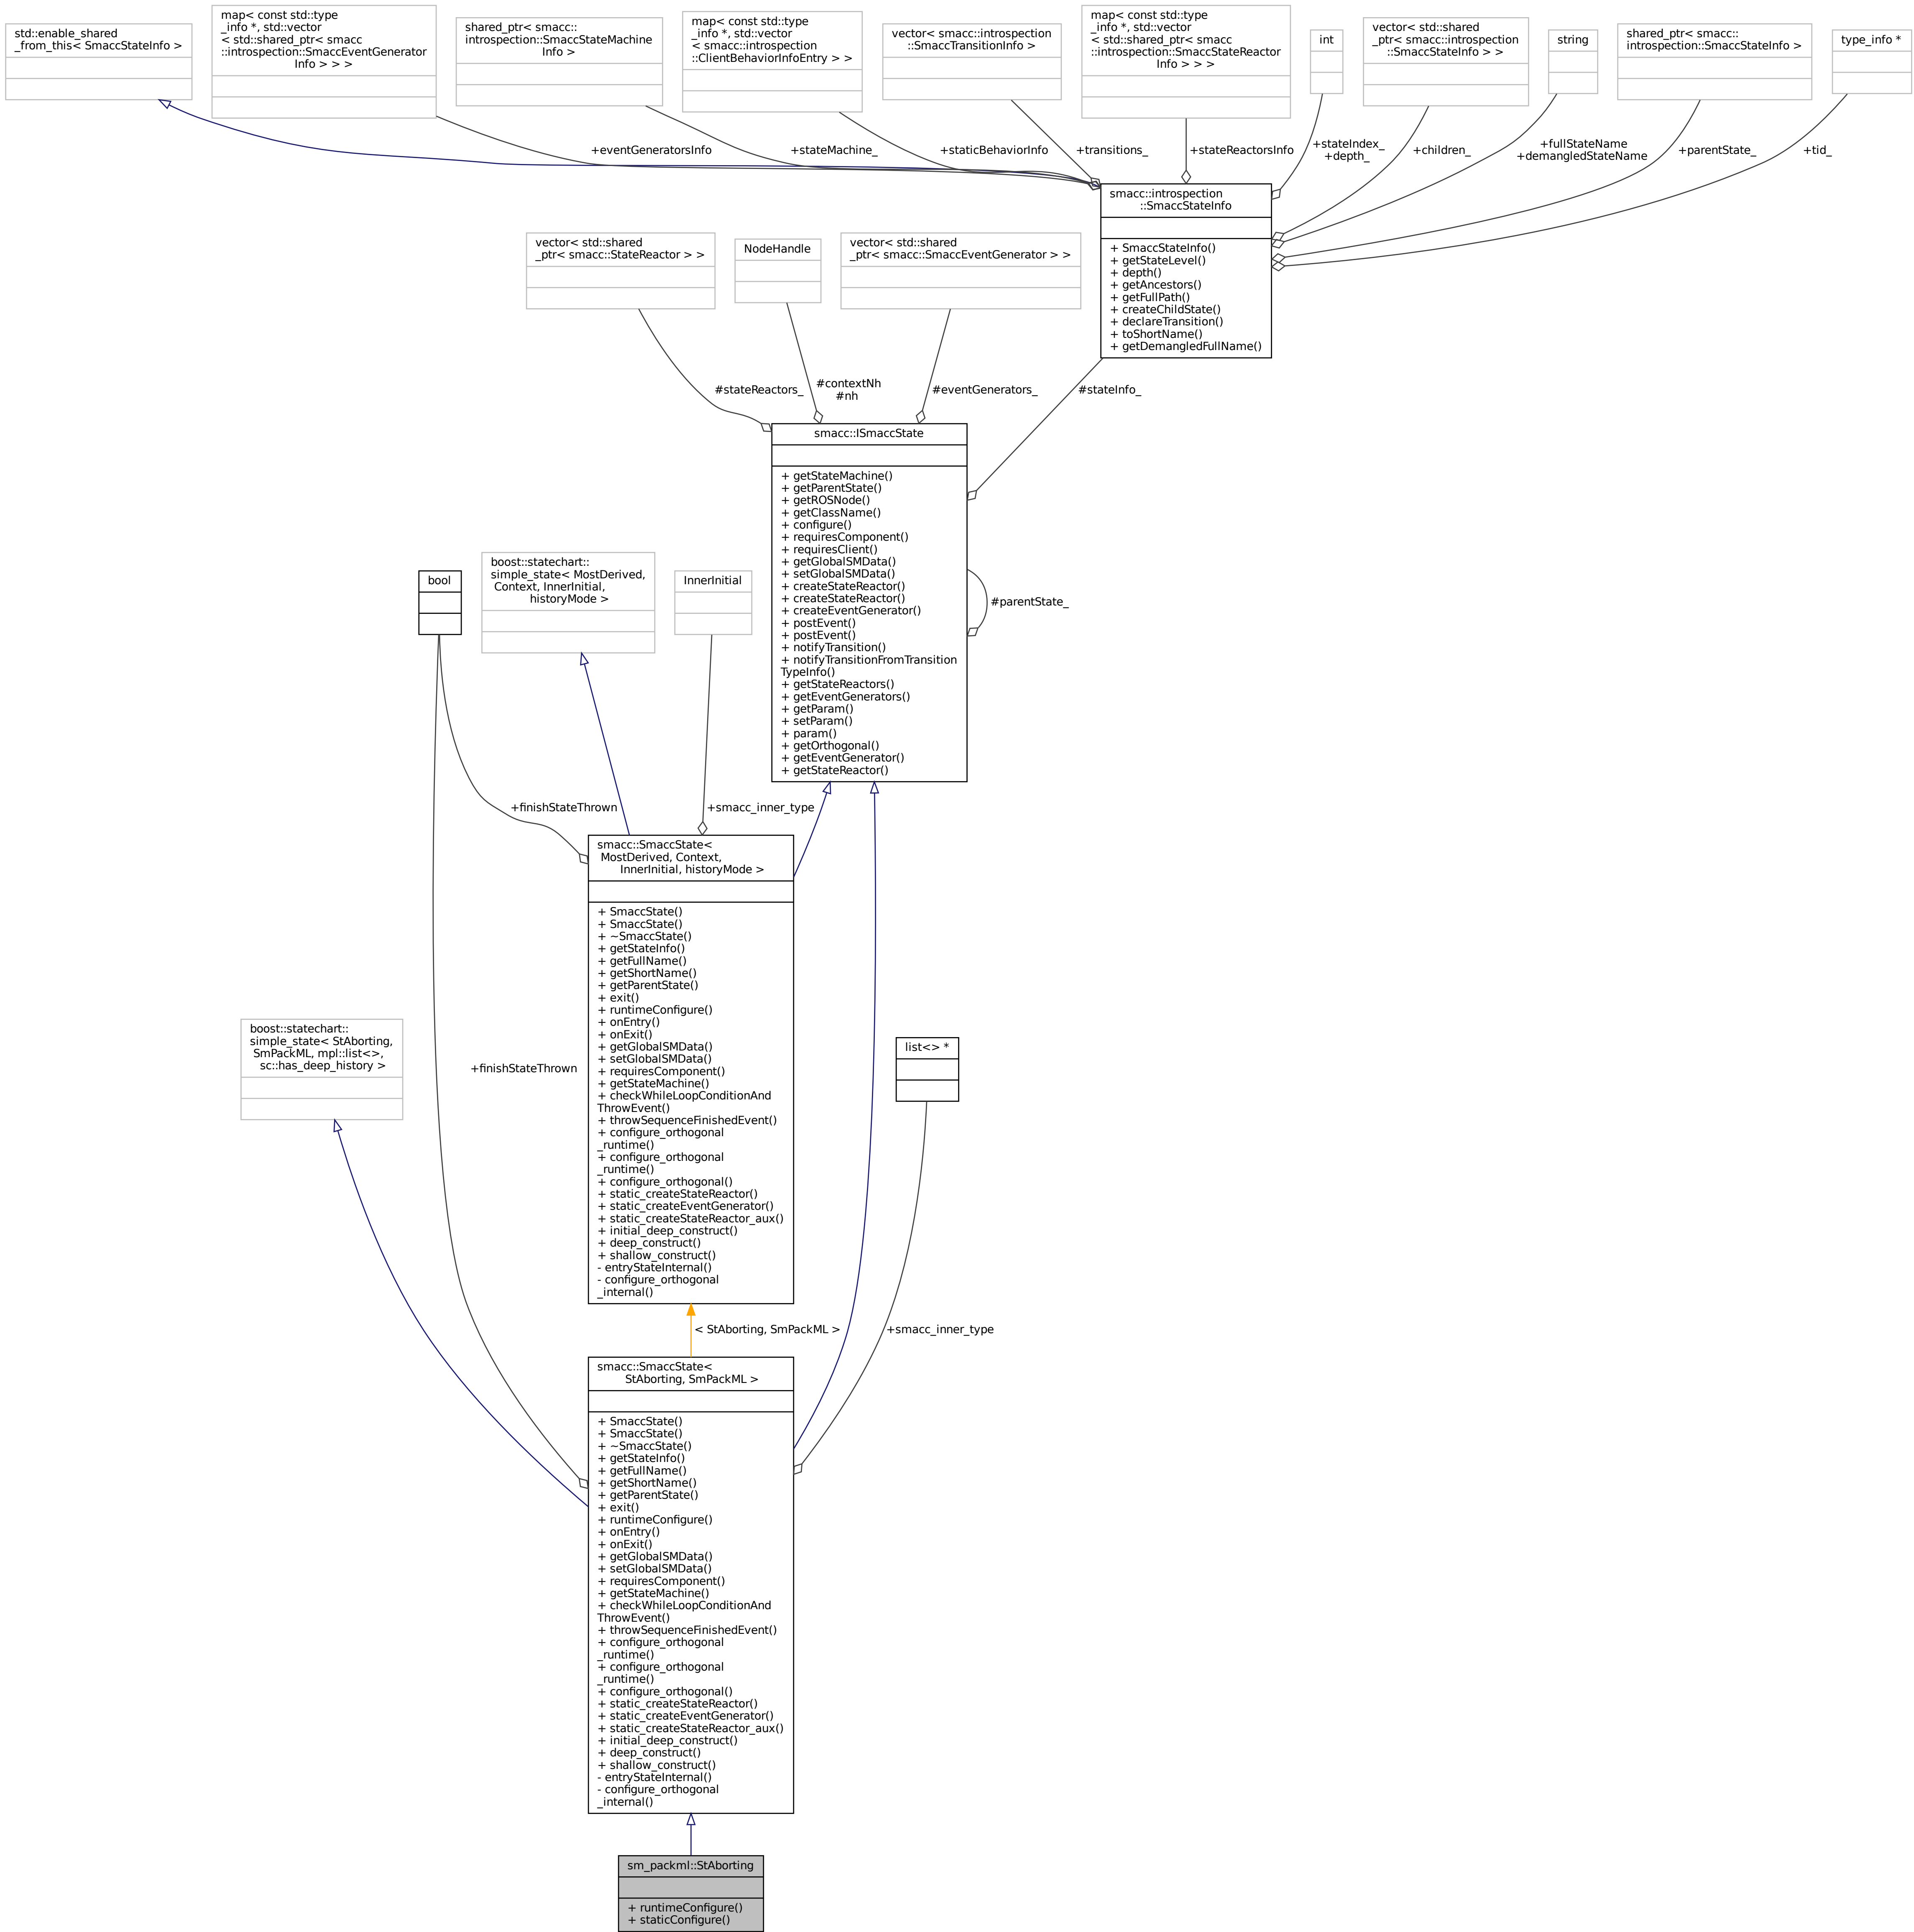 std::enable_shared
_from_this< SmaccStateInfo >
map< const std::type
_info *, std::vector
< std::shared_ptr< smacc
::introspection::SmaccEventGenerator
Info > > >
shared_ptr< smacc::
introspection::SmaccStateMachine
Info >
map< const std::type
_info *, std::vector
< smacc::introspection
::ClientBehaviorInfoEntry > >
vector< smacc::introspection
::SmaccTransitionInfo >
map< const std::type
_info *, std::vector
< std::shared_ptr< smacc
::introspection::SmaccStateReactor
Info > > >
int
vector< std::shared
_ptr< smacc::introspection
::SmaccStateInfo > >
string
shared_ptr< smacc::
introspection::SmaccStateInfo >
type_info *
+eventGeneratorsInfo
+stateMachine_
+staticBehaviorInfo
+transitions_
+stateReactorsInfo
+stateIndex_
+depth_
+children_
+fullStateName
+demangledStateName
+parentState_
+tid_
smacc::introspection
::SmaccStateInfo
+ SmaccStateInfo()
+ getStateLevel()
+ depth()
+ getAncestors()
+ getFullPath()
+ createChildState()
+ declareTransition()
+ toShortName()
+ getDemangledFullName()
vector< std::shared
_ptr< smacc::StateReactor > >
NodeHandle
vector< std::shared
_ptr< smacc::SmaccEventGenerator > >
#stateReactors_
#contextNh
#nh
#eventGenerators_
#stateInfo_
smacc::ISmaccState
+ getStateMachine()
+ getParentState()
+ getROSNode()
+ getClassName()
+ configure()
+ requiresComponent()
+ requiresClient()
+ getGlobalSMData()
+ setGlobalSMData()
+ createStateReactor()
+ createStateReactor()
+ createEventGenerator()
+ postEvent()
+ postEvent()
+ notifyTransition()
+ notifyTransitionFromTransition
TypeInfo()
+ getStateReactors()
+ getEventGenerators()
+ getParam()
+ setParam()
+ param()
+ getOrthogonal()
+ getEventGenerator()
+ getStateReactor()
#parentState_
bool
boost::statechart::
simple_state< MostDerived,
Context, InnerInitial,
historyMode >
InnerInitial
+finishStateThrown
+smacc_inner_type
smacc::SmaccState<
MostDerived, Context,
InnerInitial, historyMode >
+ SmaccState()
+ SmaccState()
+ ~SmaccState()
+ getStateInfo()
+ getFullName()
+ getShortName()
+ getParentState()
+ exit()
+ runtimeConfigure()
+ onEntry()
+ onExit()
+ getGlobalSMData()
+ setGlobalSMData()
+ requiresComponent()
+ getStateMachine()
+ checkWhileLoopConditionAnd
ThrowEvent()
+ throwSequenceFinishedEvent()
+ configure_orthogonal
_runtime()
+ configure_orthogonal
_runtime()
+ configure_orthogonal()
+ static_createStateReactor()
+ static_createEventGenerator()
+ static_createStateReactor_aux()
+ initial_deep_construct()
+ deep_construct()
+ shallow_construct()
- entryStateInternal()
- configure_orthogonal
_internal()
boost::statechart::
simple_state< StAborting,
SmPackML, mpl::list<>,
sc::has_deep_history >
+finishStateThrown
list<> *
< StAborting, SmPackML >
+smacc_inner_type
smacc::SmaccState<
StAborting, SmPackML >
+ SmaccState()
+ SmaccState()
+ ~SmaccState()
+ getStateInfo()
+ getFullName()
+ getShortName()
+ getParentState()
+ exit()
+ runtimeConfigure()
+ onEntry()
+ onExit()
+ getGlobalSMData()
+ setGlobalSMData()
+ requiresComponent()
+ getStateMachine()
+ checkWhileLoopConditionAnd
ThrowEvent()
+ throwSequenceFinishedEvent()
+ configure_orthogonal
_runtime()
+ configure_orthogonal
_runtime()
+ configure_orthogonal()
+ static_createStateReactor()
+ static_createEventGenerator()
+ static_createStateReactor_aux()
+ initial_deep_construct()
+ deep_construct()
+ shallow_construct()
- entryStateInternal()
- configure_orthogonal
_internal()
sm_packml::StAborting
+ runtimeConfigure()
+ staticConfigure()